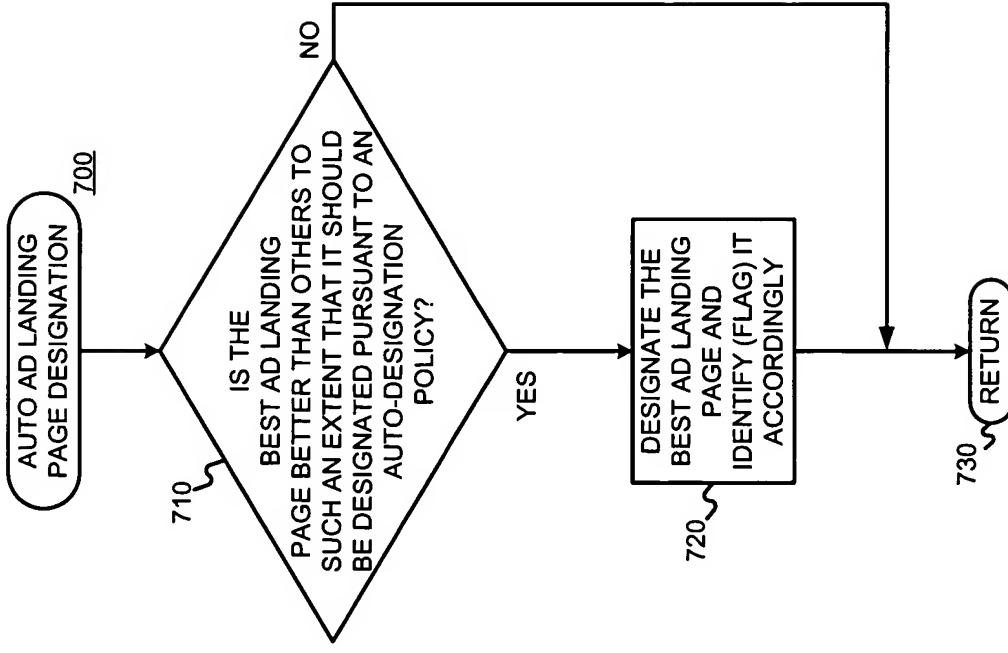 AUTO AD LANDING
PAGE DESIGNATION
700
IS THE
BEST AD LANDING
PAGE BETTER THAN OTHERS TO
SUCH AN EXTENT THAT IT SHOULD
BE DESIGNATED PURSUANT TO AN
AUTO-DESIGNATION
POLICY?
710
NO
YES
DESIGNATE THE
BEST AD LANDING
PAGE AND
IDENTIFY (FLAG) IT
ACCORDINGLY
720
RETURN
730